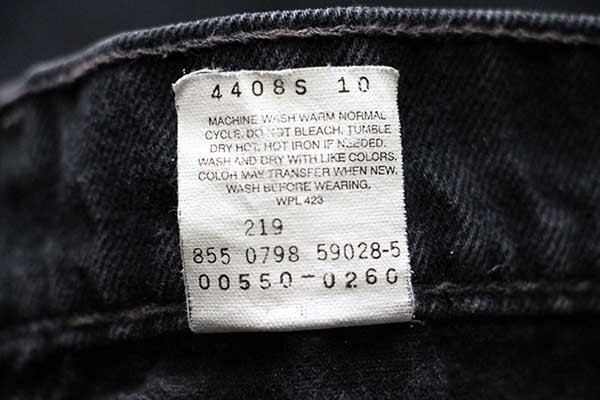 4408S 10
MACHINE WASH WARM NORMAL
CYCLE. DO NOT BLEACH. TUMBLE
DRY HOT. HOT IRON IF NEEDED.
WASH AND DRY WITH LIKE COLORS.
COLOR MAY TRANSFER WHEN NEW.
WASH BEFORE WEARING.
WPL 423
219
855 0798 59028-5
00550-0260